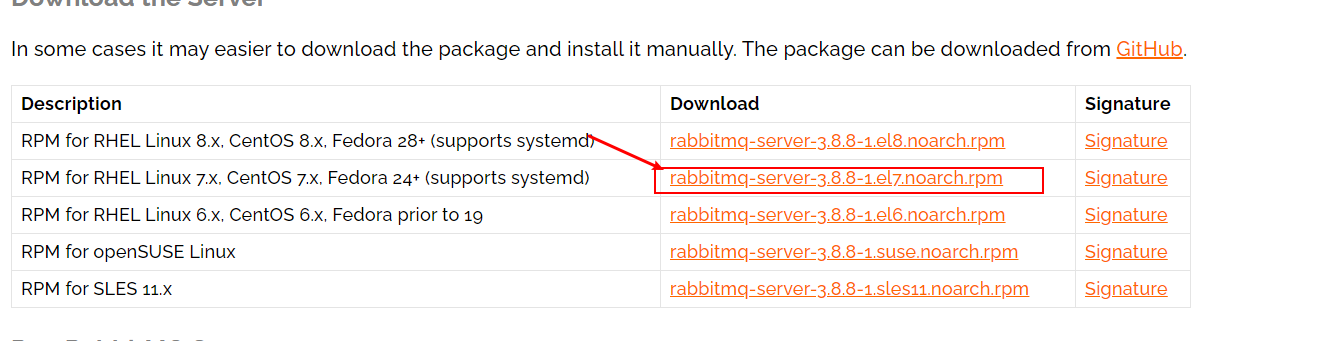 Download the Server
In some cases it may easier to download the package and install it manually. The package can be downloaded from GitHub.
Description Download Signature
RPM for RHEL Linux 8.x, CentOS 8.x, Fedora 28+ (supports systemd) rabbitmq-server-3.8.8-1.el8.noarch.rpm Signature
RPM for RHEL Linux 7.x, CentOS 7.x, Fedora 24+ (supports systemd) rabbitmq-server-3.8.8-1.el7.noarch.rpm Signature
RPM for RHEL Linux 6.x, CentOS 6.x, Fedora prior to 19 rabbitmq-server-3.8.8-1.el6.noarch.rpm Signature
RPM for openSUSE Linux rabbitmq-server-3.8.8-1.suse.noarch.rpm Signature
RPM for SLES 11.x rabbitmq-server-3.8.8-1.sles11.noarch.rpm Signature